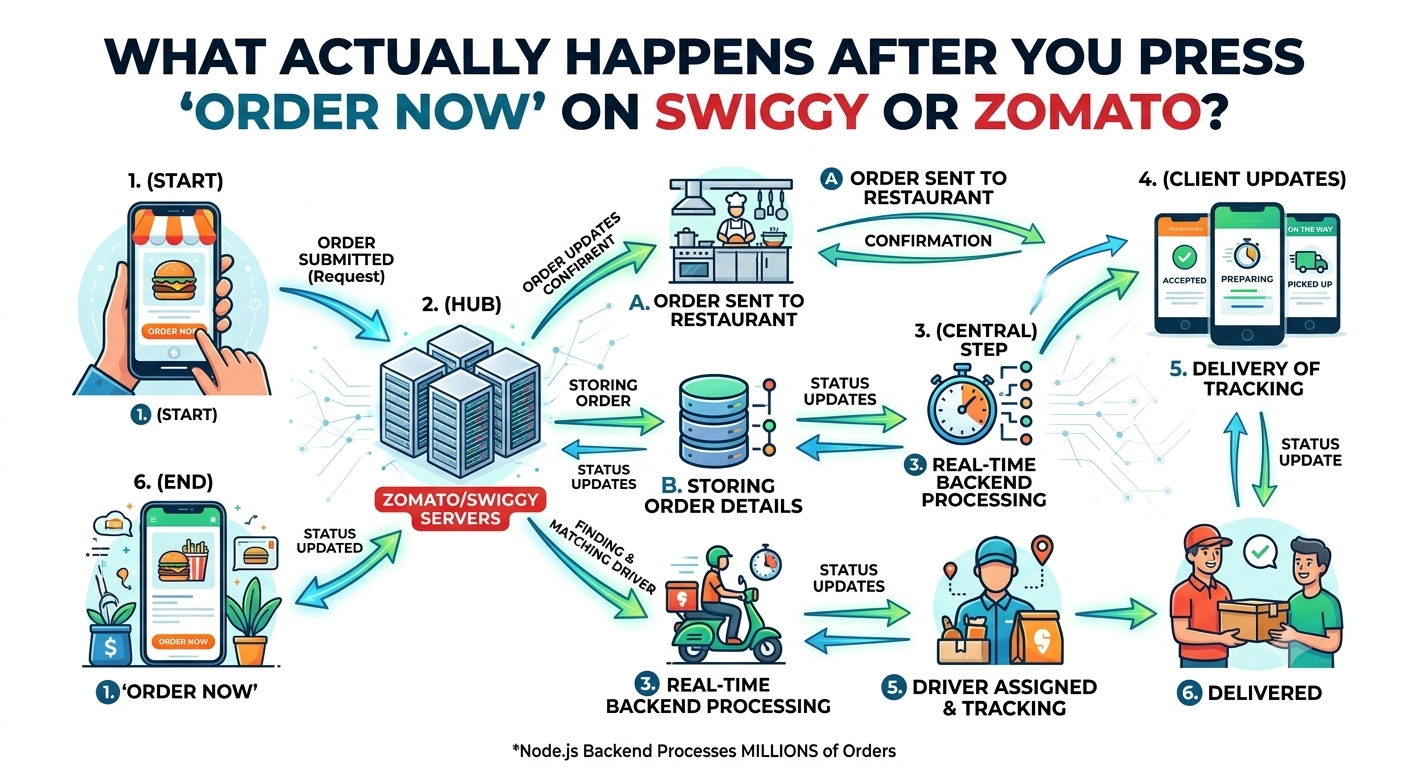 WHAT ACTUALLY HAPPENS AFTER YOU PRESS
‘ORDER NOW’ ON SWIGGY OR ZOMATO?
1. (START)
ORDER NOW
1. (START)
ORDER
SUBMITTED
(Request)
2. (HUB)
ZOMATO/SWIGGY
SERVERS
ORDER UPDATES
CONFIRRENT
A. ORDER SENT TO
RESTAURANT
A ORDER SENT TO
RESTAURANT
CONFIRMATION
4. (CLIENT UPDATES)
ACCEPTED
PREPARING
ON THE WAY
PICKED UP
STORING
ORDER
STATUS
UPDATES
B. STORING
ORDER DETAILS
STATUS
UPDATES
3. (CENTRAL)
STEP
3. REAL-TIME
BACKEND
PROCESSING
5. DELIVERY OF
TRACKING
STATUS
UPDATE
6. (END)
$
ORDER NOW
1. ‘ORDER NOW’
STATUS
UPDATED
FINDING &
MATCHING DRIVER
3. REAL-TIME
BACKEND PROCESSING
STATUS
UPDATES
5. DRIVER ASSIGNED
& TRACKING
6. DELIVERED
*Node.js Backend Processes MILLIONS of Orders